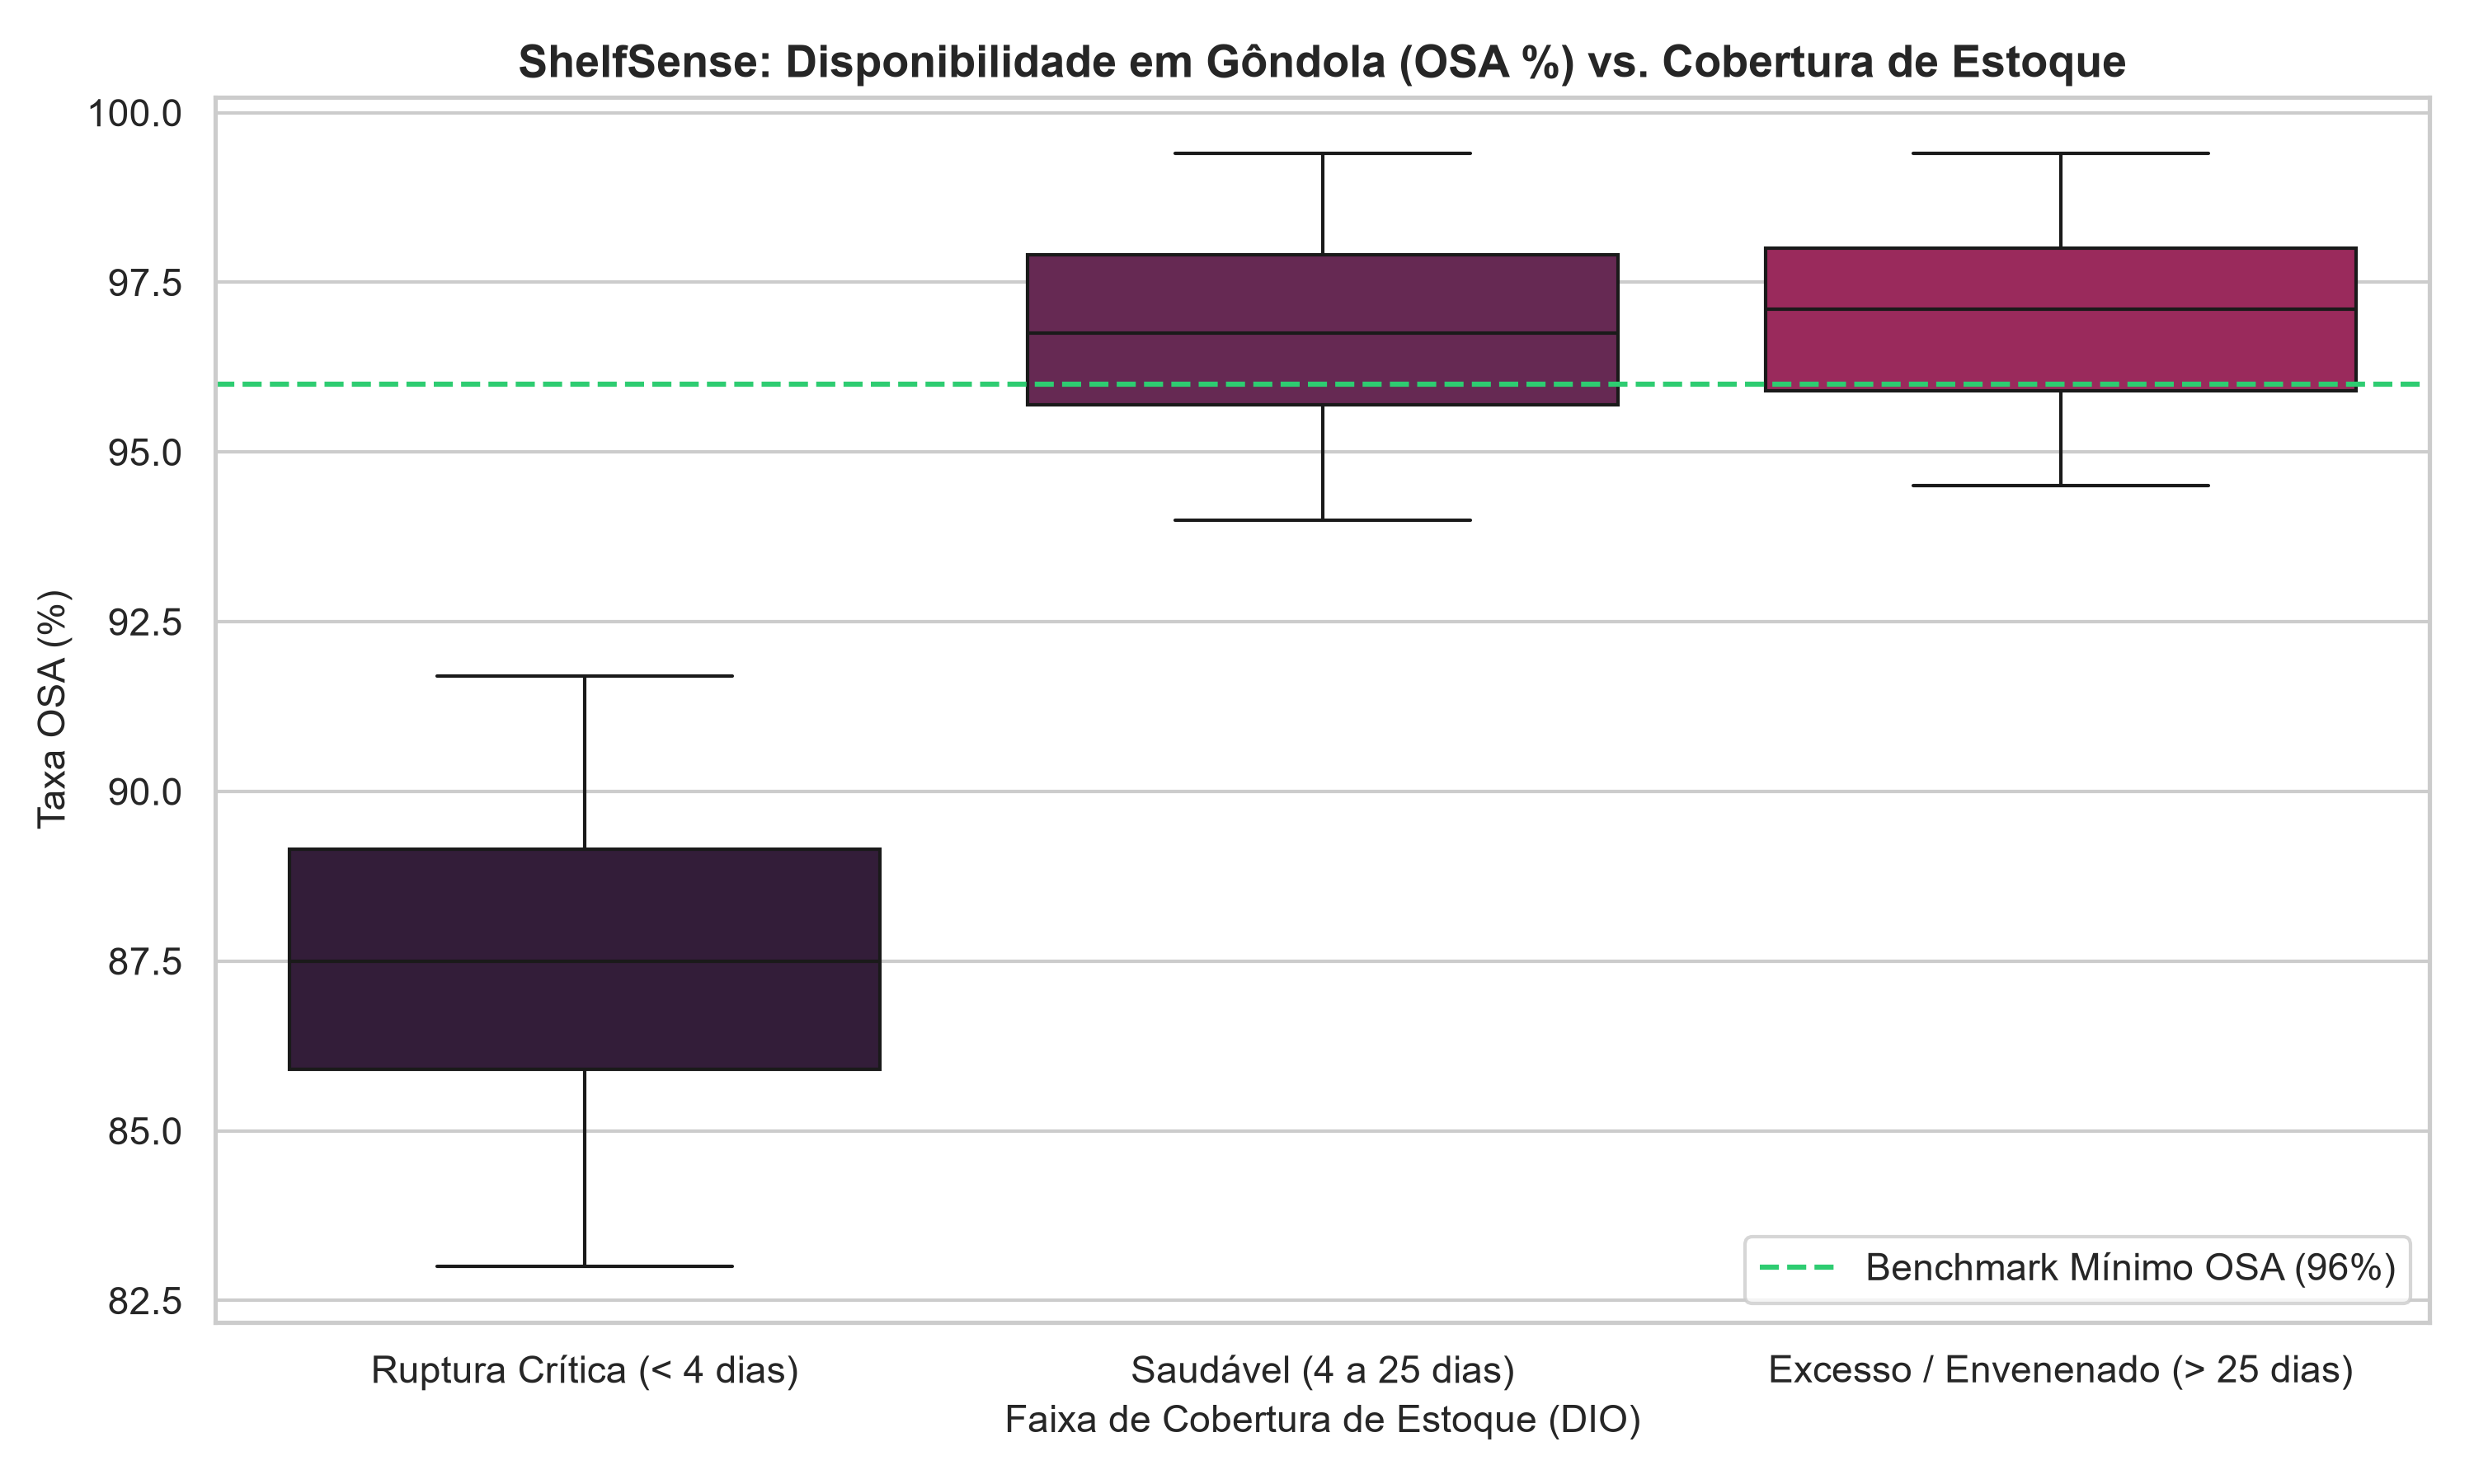 ShelfSense: Disponibilidade em Gôndola (OSA %) vs. Cobertura de Estoque
100.0
97.5
95.0
92.5
90.0
87.5
85.0
82.5
Taxa OSA (%)
Benchmark Mínimo OSA (96%)
Ruptura Crítica (< 4 dias)
Saudável (4 a 25 dias)
Excesso / Envenenado (> 25 dias)
Faixa de Cobertura de Estoque (DIO)